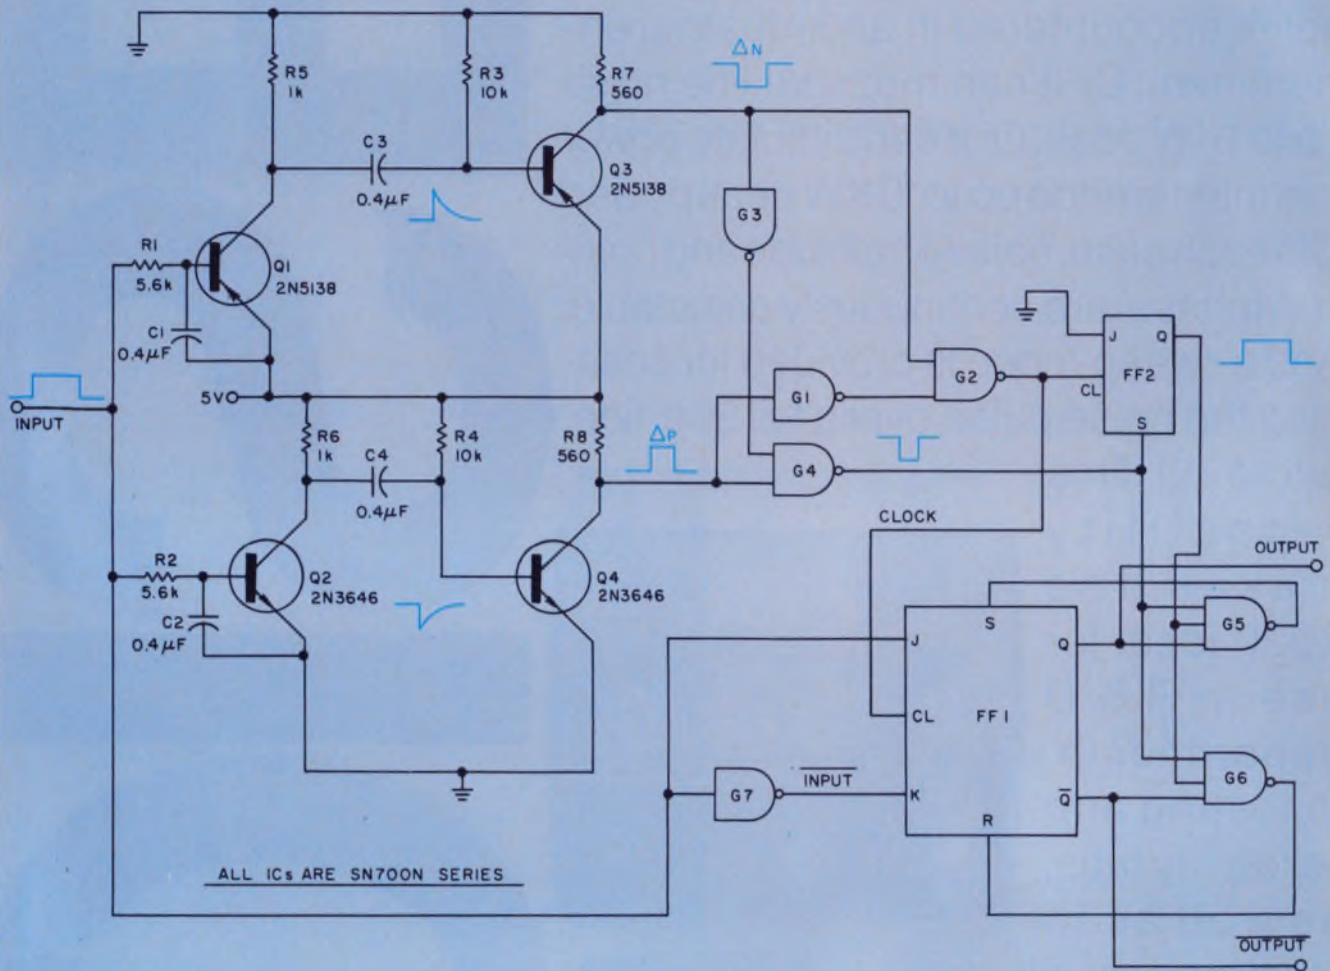 ΔN
R5
1k
R3
10k
R7
560
C3
0.4μF
Q3
2N5138
G3
R1
5.6k
Q1
2N5138
C1
0.4μF
J
Q
FF2
CL
S
G2
G1
INPUT
5V
R6
1k
C4
0.4μF
R4
10k
R8
560
ΔP
G4
CLOCK
OUTPUT
R2
5.6k
Q2
2N3646
Q4
2N3646
C2
0.4μF
S
J
Q
G5
CL
FF1
G7
INPUT
K
Q
G6
R
ALL ICs ARE SN700N SERIES
OUTPUT